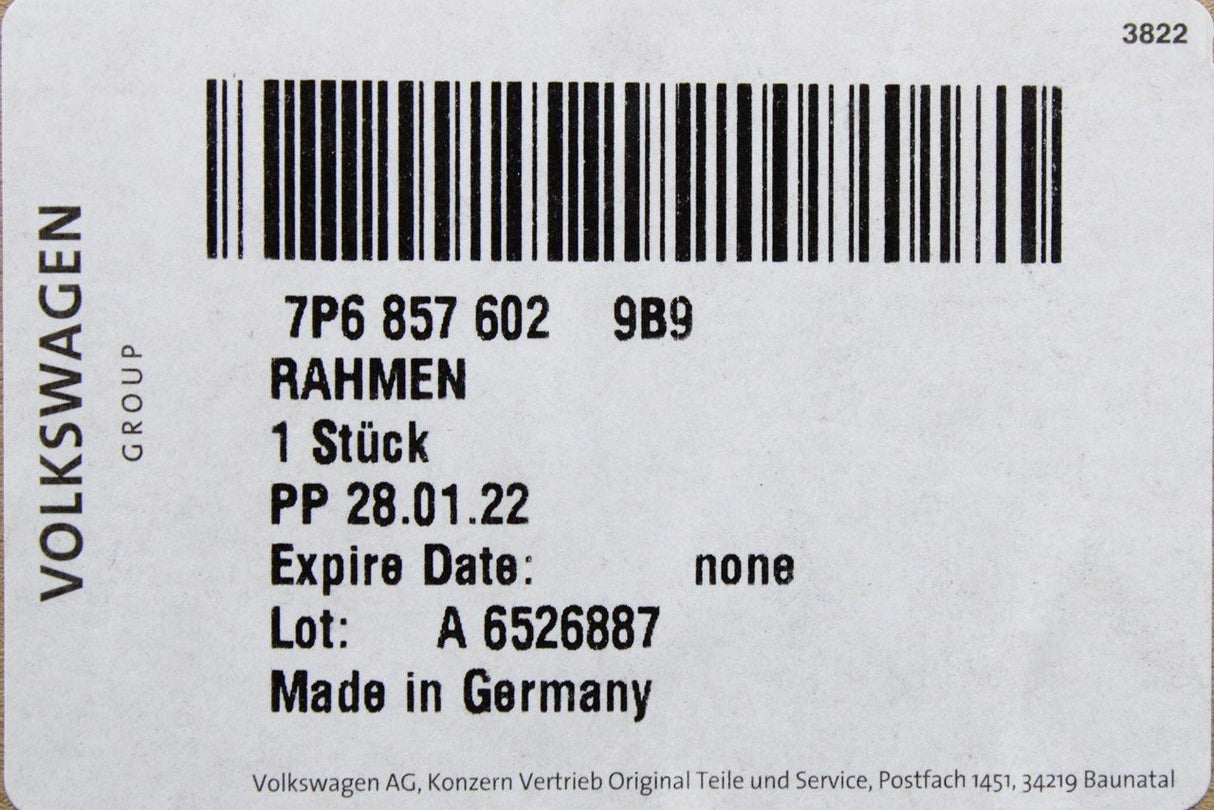 3822
VOLKSWAGEN
GROUP
7P6 857 602 9B9
RAHMEN
1 Stück
PP 28.01.22
Expire Date: none
Lot: A 6526887
Made in Germany
Volkswagen AG, Konzern Vertrieb Original Teile und Service, Postfach 1451, 34219 Baunatal